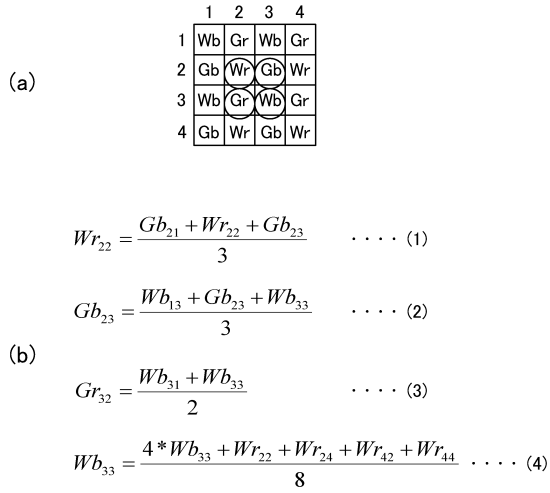 1 2 3 4
(a)
1 Wb Gr Wb Gr
2 Gb Wr Gb Wr
3 Wb Gr Wb Gr
4 Gb Wr Gb Wr
(b)
Wr₂₂ = (Gb₂₁ + Wr₂₂ + Gb₂₃) / 3 ････ (1)
Gb₂₃ = (Wb₁₃ + Gb₂₃ + Wb₃₃) / 3 ････ (2)
Gr₃₂ = (Wb₃₁ + Wb₃₃) / 2 ････ (3)
Wb₃₃ = (4 * Wb₃₃ + Wr₂₂ + Wr₂₄ + Wr₄₂ + Wr₄₄) / 8 ････ (4)